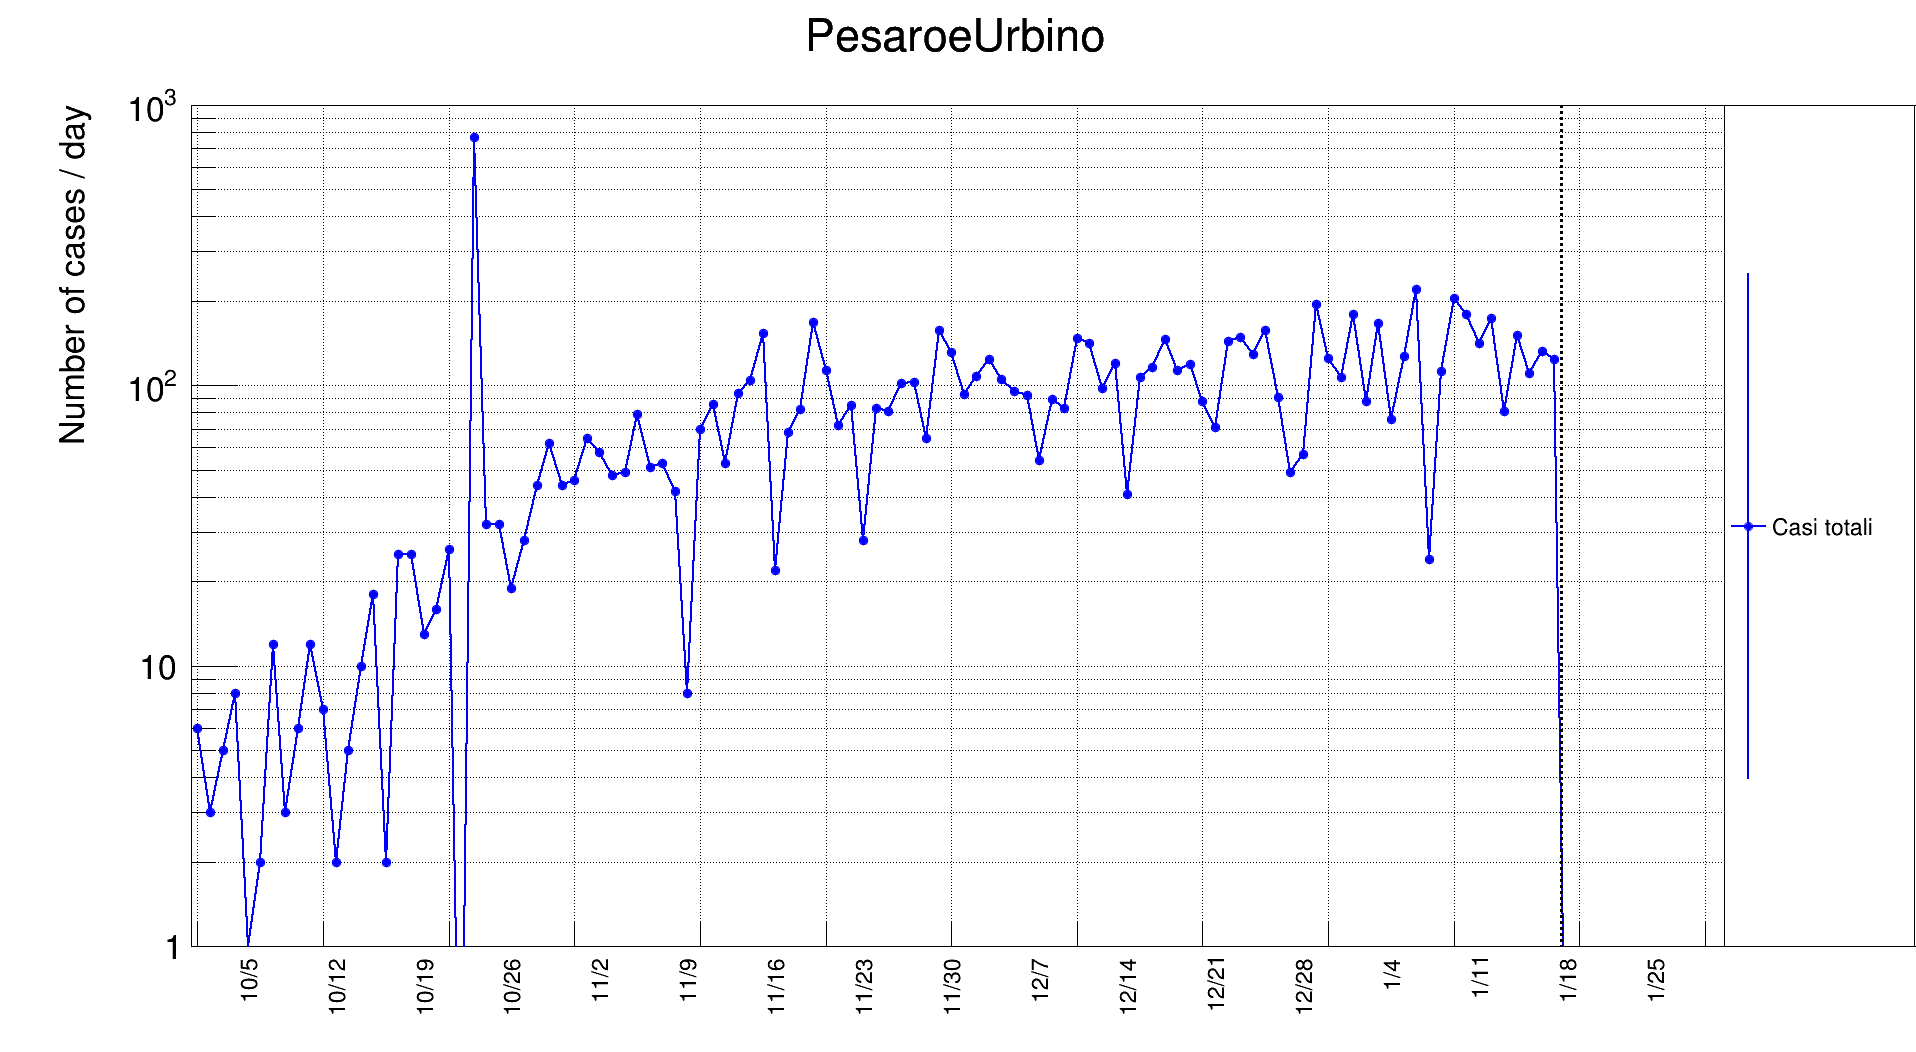 PesaroeUrbino
Number of cases / day
10³
10²
10
1
10/5 10/12 10/19 10/26 11/2 11/9 11/16 11/23 11/30 12/7 12/14 12/21 12/28 1/4 1/11 1/18 1/25
Casi totali